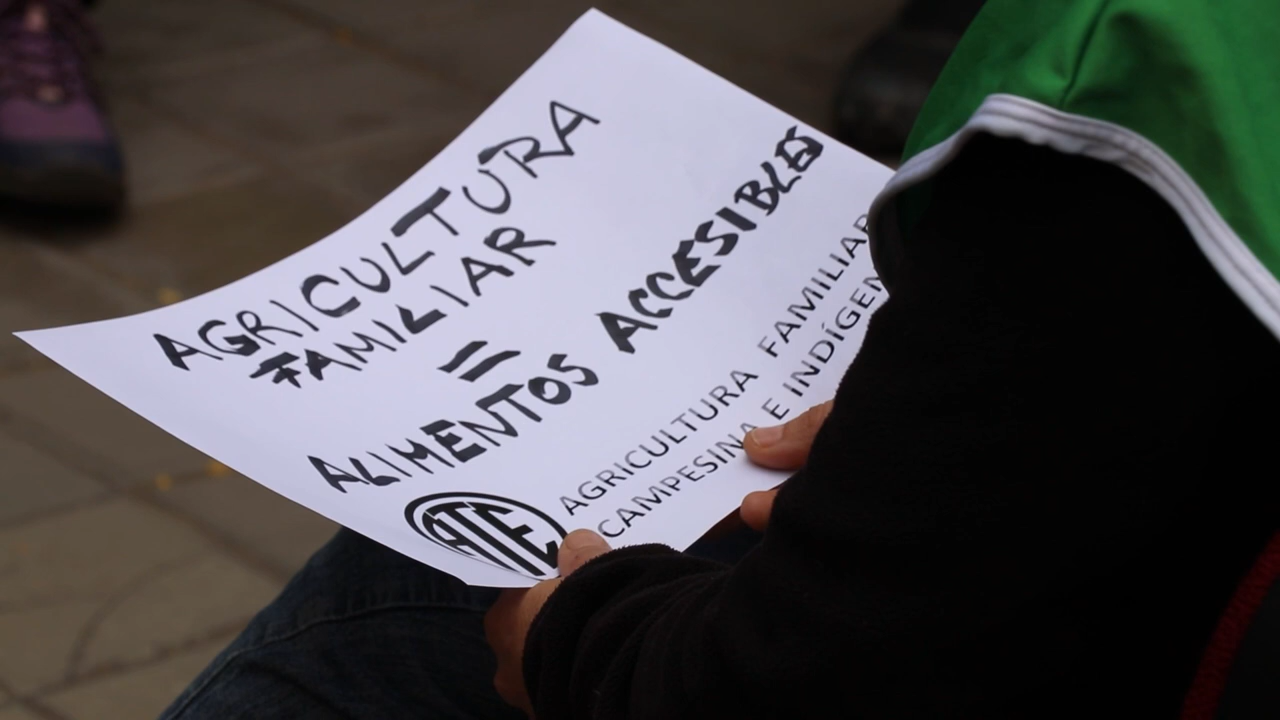 AGRICULTURA
FAMILIAR
=
ALIMENTOS ACCESIBLES
ATE
AGRICULTURA FAMILIAR
CAMPESINA E INDÍGEN